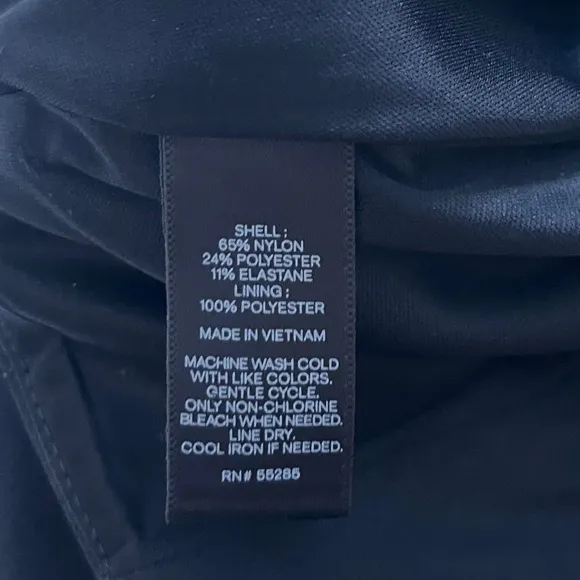 SHELL :
65% NYLON
24% POLYESTER
11% ELASTANE
LINING :
100% POLYESTER
MADE IN VIETNAM
MACHINE WASH COLD
WITH LIKE COLORS.
GENTLE CYCLE.
ONLY NON-CHLORINE
BLEACH WHEN NEEDED.
LINE DRY.
COOL IRON IF NEEDED.
RN# 55285